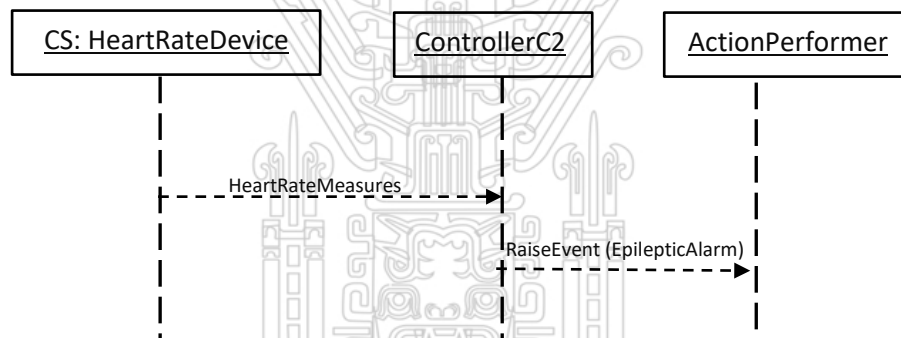 CS: HeartRateDevice
ControllerC2
ActionPerformer
HeartRateMeasures
RaiseEvent (EpilepticAlarm)